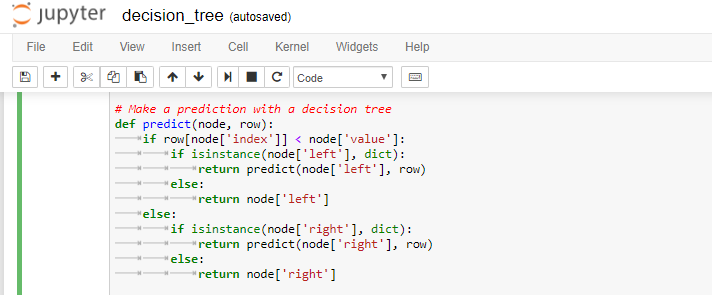 jupyter decision_tree (autosaved)
File Edit View Insert Cell Kernel Widgets Help
Code
# Make a prediction with a decision tree
def predict(node, row):
	if row[node['index']] < node['value']:
		if isinstance(node['left'], dict):
			return predict(node['left'], row)
		else:
			return node['left']
	else:
		if isinstance(node['right'], dict):
			return predict(node['right'], row)
		else:
			return node['right']